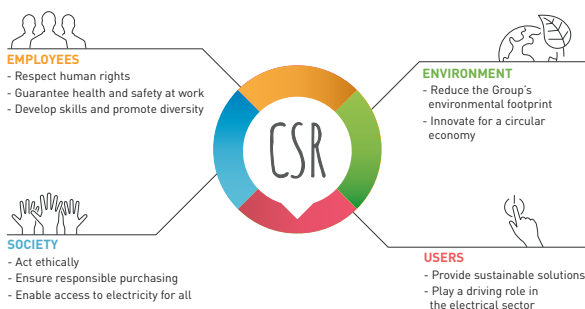 EMPLOYEES
- Respect human rights
- Guarantee health and safety at work
- Develop skills and promote diversity
ENVIRONMENT
- Reduce the Group's
environmental footprint
- Innovate for a circular
economy
CSR
SOCIETY
- Act ethically
- Ensure responsible purchasing
- Enable access to electricity for all
USERS
- Provide sustainable solutions
- Play a driving role in
the electrical sector